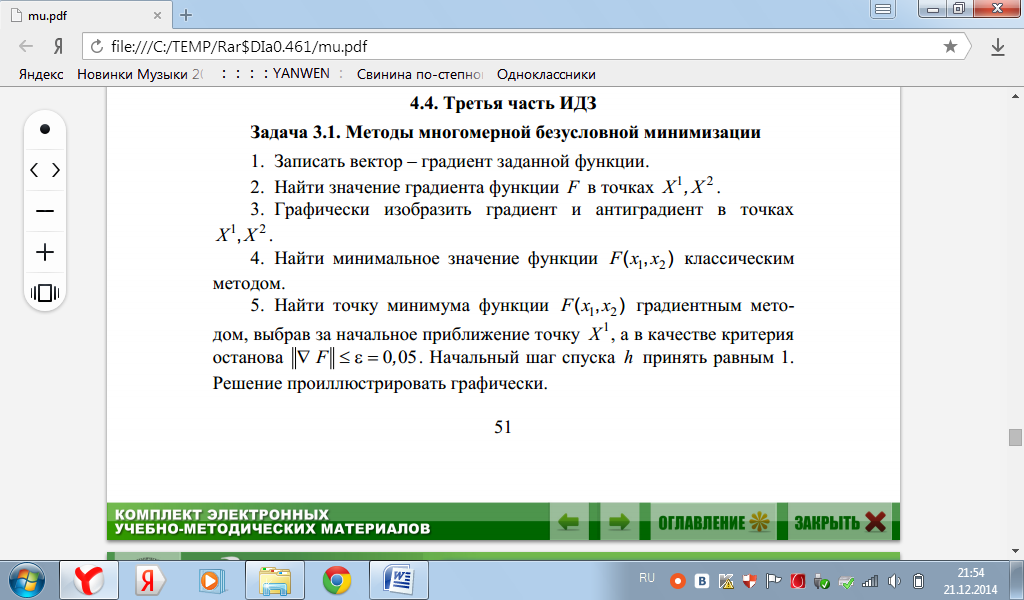 mu.pdf
file:///C:/TEMP/Rar$DIa0.461/mu.pdf
Яндекс Новинки Музыки 20 : : : : YANWEN : Свинина по-степно Одноклассники
4.4. Третья часть ИДЗ
Задача 3.1. Методы многомерной безусловной минимизации
1. Записать вектор – градиент заданной функции.
2. Найти значение градиента функции F в точках X¹, X².
3. Графически изобразить градиент и антиградиент в точках
X¹, X².
4. Найти минимальное значение функции F(x₁,x₂) классическим
методом.
5. Найти точку минимума функции F(x₁,x₂) градиентным мето-
дом, выбрав за начальное приближение точку X¹, а в качестве критерия
останова ‖∇ F‖ ≤ ε = 0,05. Начальный шаг спуска h принять равным 1.
Решение проиллюстрировать графически.
51
КОМПЛЕКТ ЭЛЕКТРОННЫХ
УЧЕБНО-МЕТОДИЧЕСКИХ МАТЕРИАЛОВ
ОГЛАВЛЕНИЕ
ЗАКРЫТЬ
RU
21:54
21.12.2014